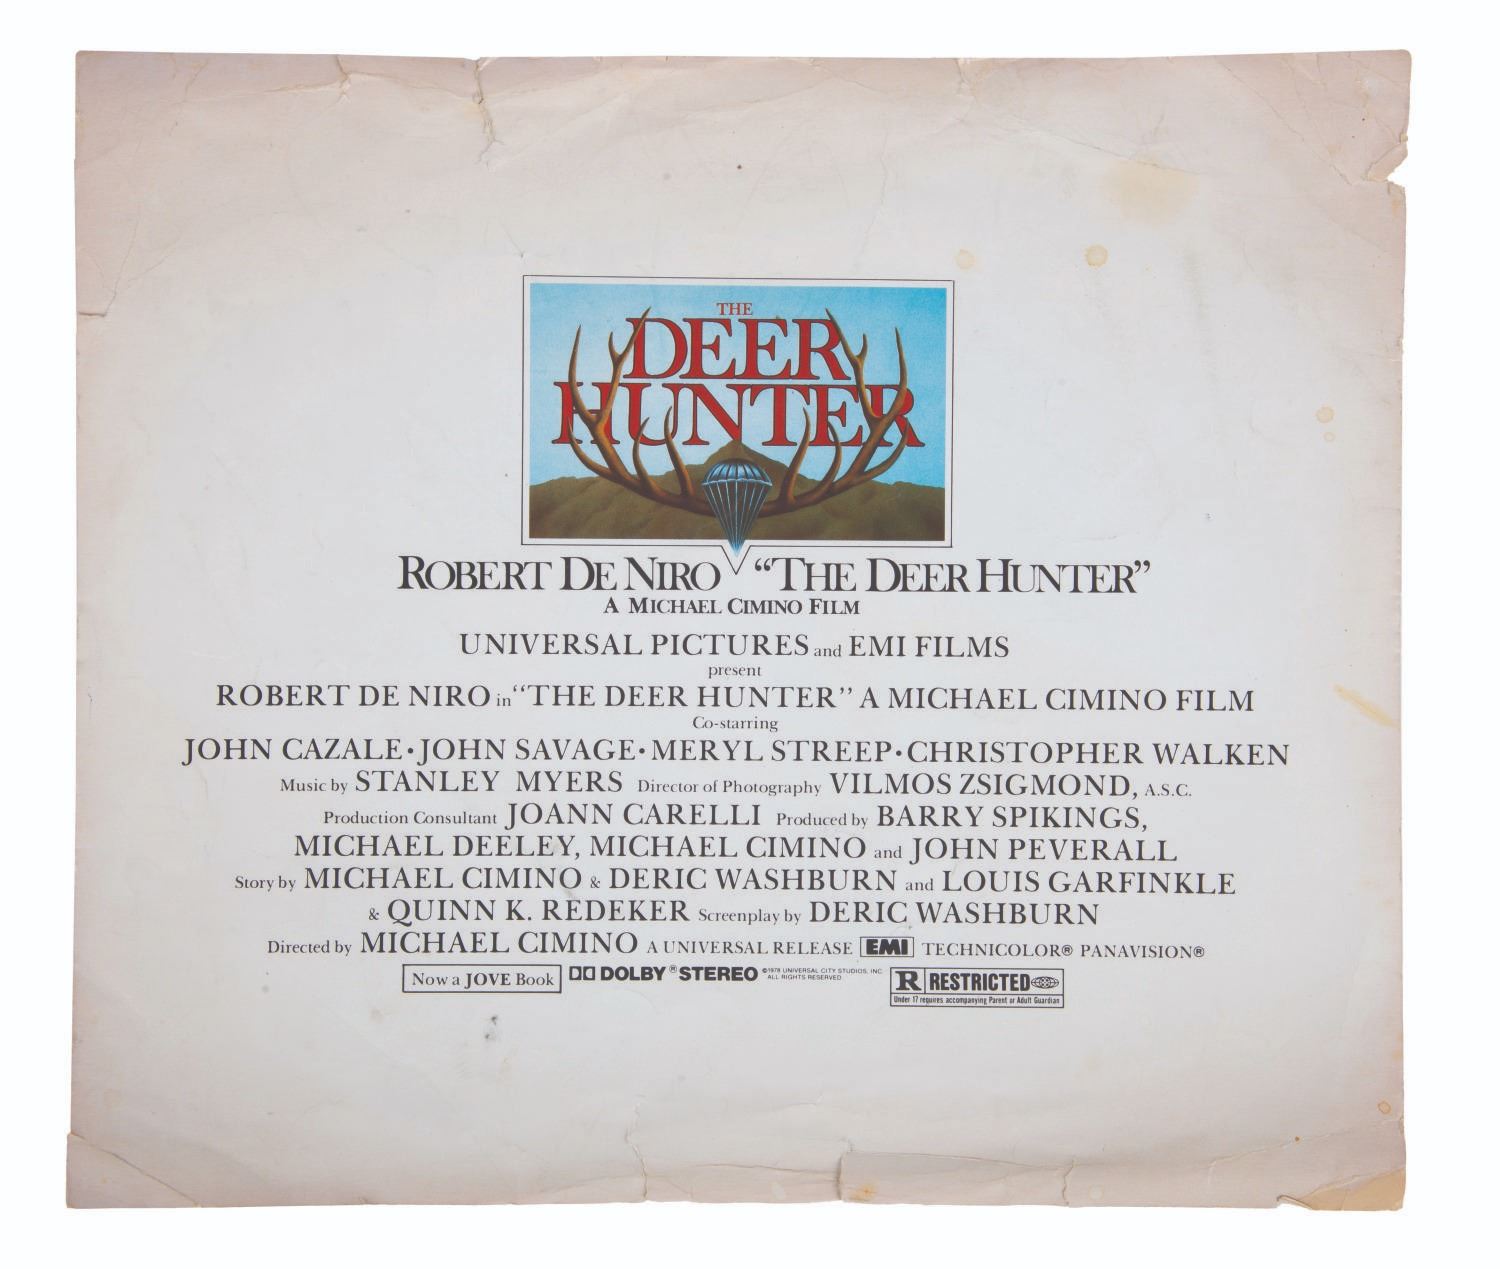 THE
DEER
HUNTER
ROBERT DE NIRO "THE DEER HUNTER"
A MICHAEL CIMINO FILM
UNIVERSAL PICTURES and EMI FILMS
present
ROBERT DE NIRO in "THE DEER HUNTER" A MICHAEL CIMINO FILM
Co-starring
JOHN CAZALE • JOHN SAVAGE • MERYL STREEP • CHRISTOPHER WALKEN
Music by STANLEY MYERS Director of Photography VILMOS ZSIGMOND, A.S.C.
Production Consultant JOANN CARELLI Produced by BARRY SPIKINGS,
MICHAEL DEELEY, MICHAEL CIMINO and JOHN PEVERALL
Story by MICHAEL CIMINO & DERIC WASHBURN and LOUIS GARFINKLE
& QUINN K. REDEKER Screenplay by DERIC WASHBURN
Directed by MICHAEL CIMINO A UNIVERSAL RELEASE EMI TECHNICOLOR® PANAVISION®
Now a JOVE Book DOLBY® STEREO ©1978 UNIVERSAL CITY STUDIOS, INC.
ALL RIGHTS RESERVED.
R RESTRICTED
Under 17 requires accompanying Parent or Adult Guardian